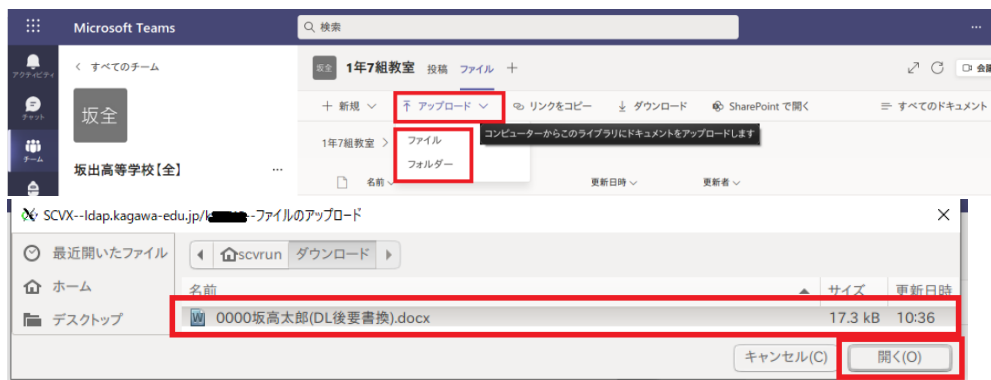 Microsoft Teams
検索
アクティビティ
チャット
チーム
すべてのチーム
坂全
坂出高等学校【全】
坂全 1年7組教室 投稿 ファイル
新規 アップロード リンクをコピー ダウンロード SharePoint で開く すべてのドキュメント
コンピューターからこのライブラリにドキュメントをアップロードします
1年7組教室 >
ファイル
フォルダー
名前 更新日時 更新者
SCVX--ldap.kagawa-edu.jp/k --ファイルのアップロード
最近開いたファイル
ホーム
デスクトップ
scvrun ダウンロード
名前 サイズ 更新日時
0000坂高太郎(DL後要書換).docx 17.3 kB 10:36
キャンセル(C) 開く(O)